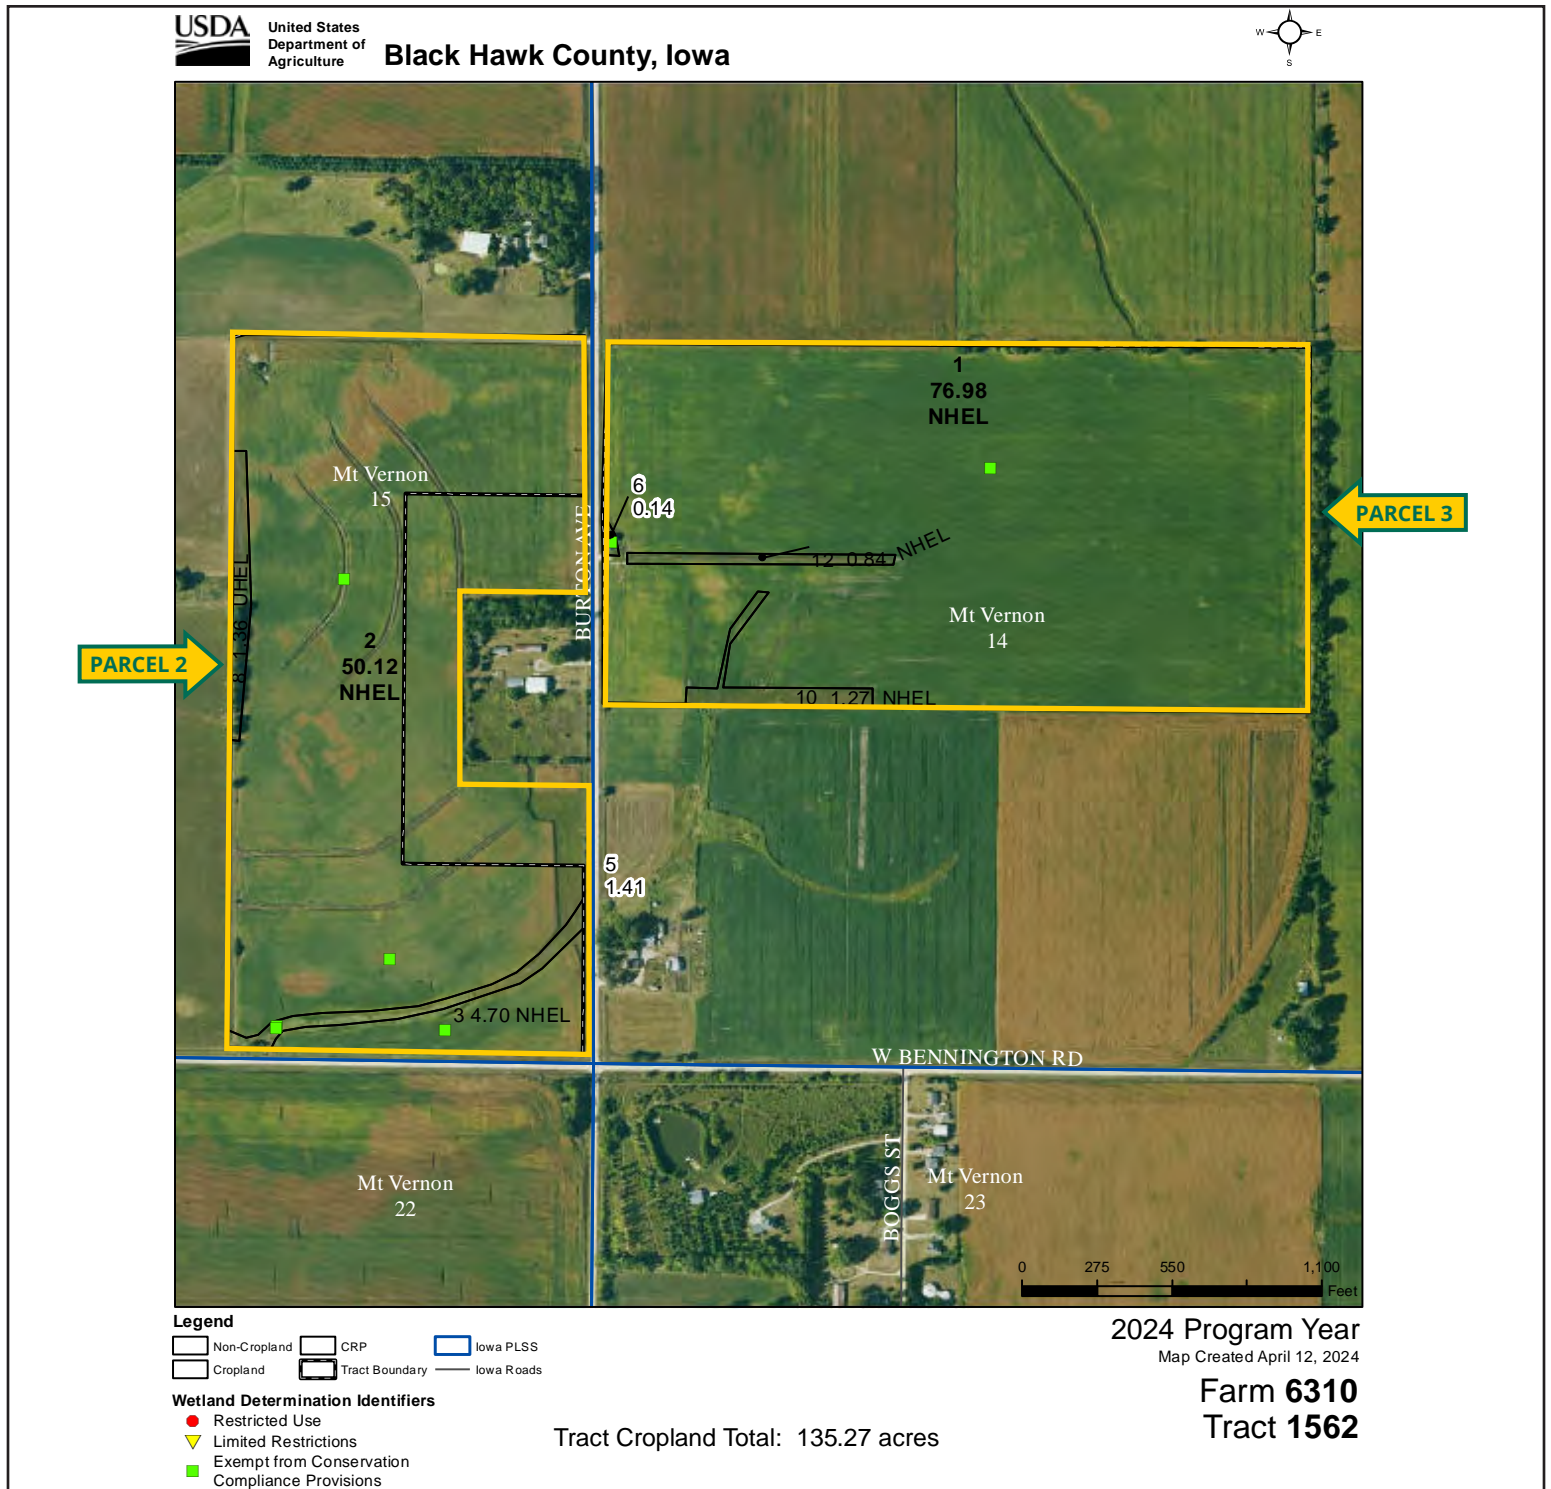 USDA
United States
Department of
Agriculture
Black Hawk County, Iowa
W E
S
1
76.98
NHEL
Mt Vernon
15
6
0.14
BURTON AVE
PARCEL 3
12 0.84 NHEL
8 1.36 UHEL
Mt Vernon
14
2
50.12
NHEL
PARCEL 2
10 1.27 NHEL
5
1.41
3 4.70 NHEL
W BENNINGTON RD
BOGGS ST
Mt Vernon
22
Mt Vernon
23
0 275 550 1,100
Feet
Legend
Non-Cropland CRP Iowa PLSS
Cropland Tract Boundary Iowa Roads
Wetland Determination Identifiers
Restricted Use
Limited Restrictions
Exempt from Conservation
Compliance Provisions
Tract Cropland Total: 135.27 acres
2024 Program Year
Map Created April 12, 2024
Farm 6310
Tract 1562